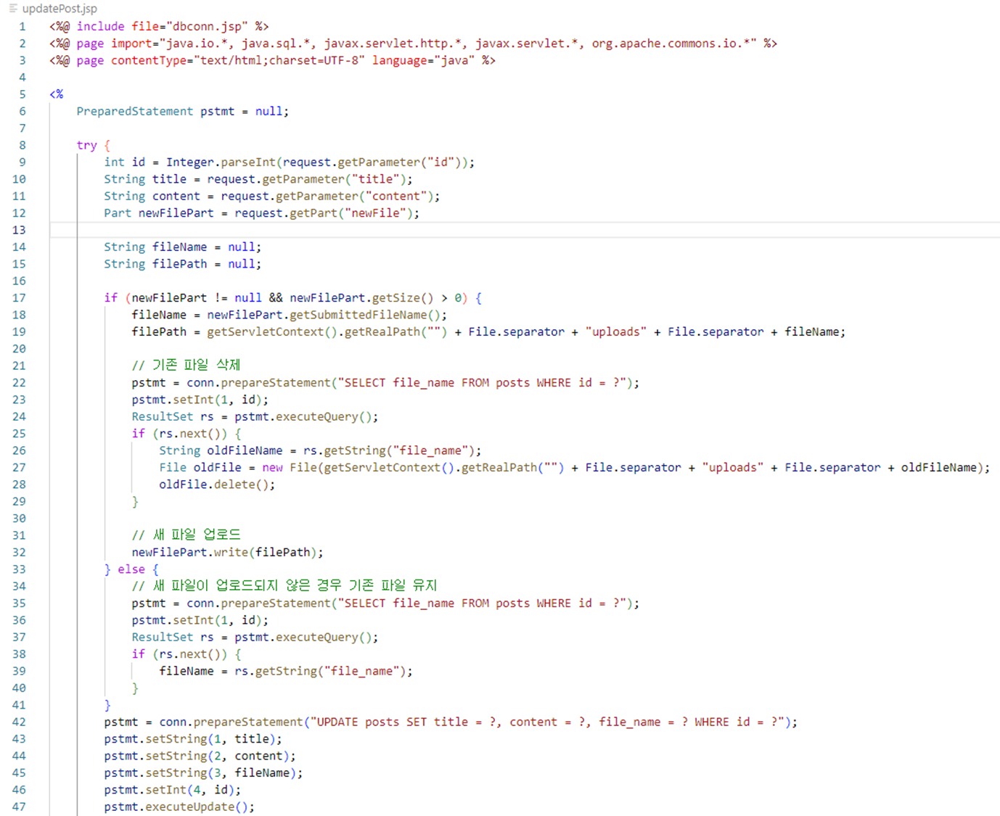 updatePost.jsp
1 <%@ include file="dbconn.jsp" %>
2 <%@ page import="java.io.*, java.sql.*, javax.servlet.http.*, javax.servlet.*, org.apache.commons.io.*" %>
3 <%@ page contentType="text/html;charset=UTF-8" language="java" %>
4
5 <%
6 PreparedStatement pstmt = null;
7
8 try {
9 int id = Integer.parseInt(request.getParameter("id"));
10 String title = request.getParameter("title");
11 String content = request.getParameter("content");
12 Part newFilePart = request.getPart("newFile");
13
14 String fileName = null;
15 String filePath = null;
16
17 if (newFilePart != null && newFilePart.getSize() > 0) {
18 fileName = newFilePart.getSubmittedFileName();
19 filePath = getServletContext().getRealPath("") + File.separator + "uploads" + File.separator + fileName;
20
21 // 기존 파일 삭제
22 pstmt = conn.prepareStatement("SELECT file_name FROM posts WHERE id = ?");
23 pstmt.setInt(1, id);
24 ResultSet rs = pstmt.executeQuery();
25 if (rs.next()) {
26 String oldFileName = rs.getString("file_name");
27 File oldFile = new File(getServletContext().getRealPath("") + File.separator + "uploads" + File.separator + oldFileName);
28 oldFile.delete();
29 }
30
31 // 새 파일 업로드
32 newFilePart.write(filePath);
33 } else {
34 // 새 파일이 업로드되지 않은 경우 기존 파일 유지
35 pstmt = conn.prepareStatement("SELECT file_name FROM posts WHERE id = ?");
36 pstmt.setInt(1, id);
37 ResultSet rs = pstmt.executeQuery();
38 if (rs.next()) {
39 fileName = rs.getString("file_name");
40 }
41 }
42 pstmt = conn.prepareStatement("UPDATE posts SET title = ?, content = ?, file_name = ? WHERE id = ?");
43 pstmt.setString(1, title);
44 pstmt.setString(2, content);
45 pstmt.setString(3, fileName);
46 pstmt.setInt(4, id);
47 pstmt.executeUpdate();